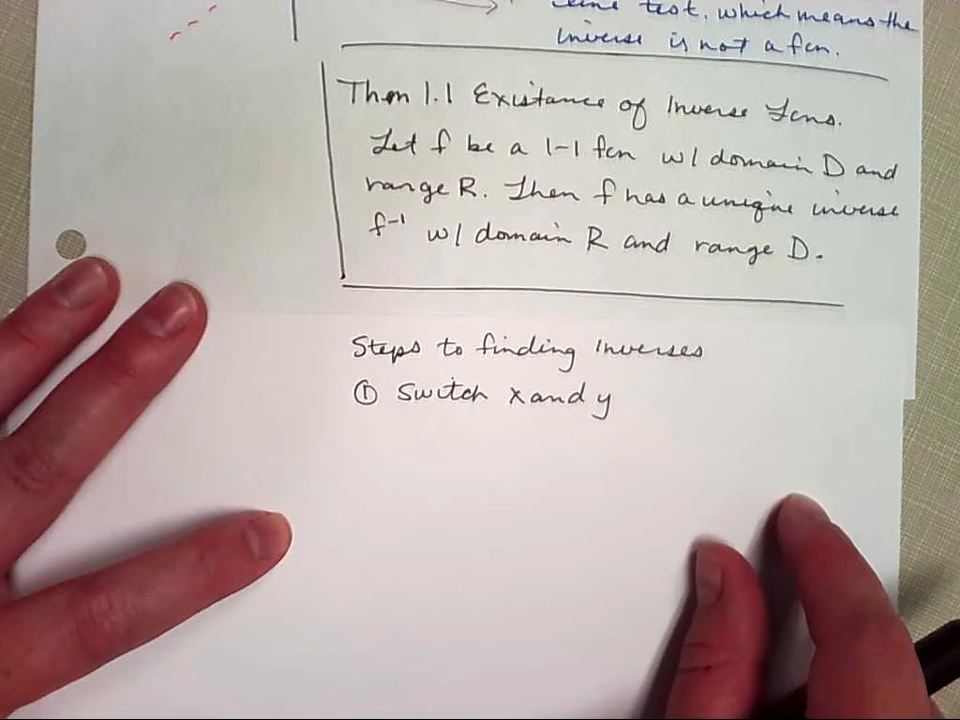 line test, which means the
inverse is not a fcn.
Thm 1.1 Existance of Inverse Fcns.
Let f be a 1-1 fcn w/ domain D and
range R. Then f has a unique inverse
f⁻¹ w/ domain R and range D.
Steps to finding inverses
① Switch x and y